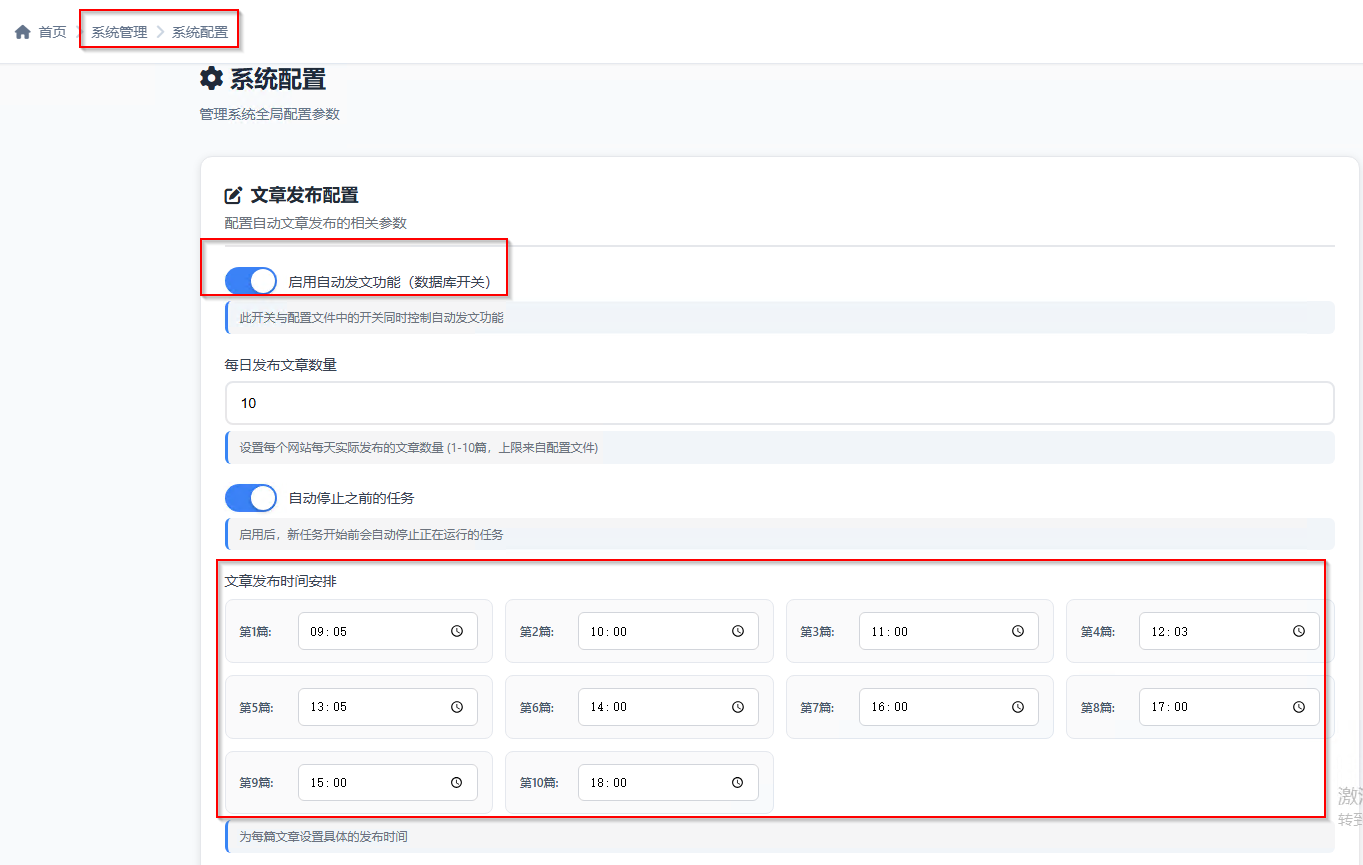 首页 系统管理 系统配置
系统配置
管理系统全局配置参数
文章发布配置
配置自动文章发布的相关参数
启用自动发文功能（数据库开关）
此开关与配置文件中的开关同时控制自动发文功能
每日发布文章数量
10
设置每个网站每天实际发布的文章数量 (1-10篇，上限来自配置文件)
自动停止之前的任务
启用后，新任务开始前会自动停止正在运行的任务
文章发布时间安排
第1篇: 09:05 第2篇: 10:00 第3篇: 11:00 第4篇: 12:03
第5篇: 13:05 第6篇: 14:00 第7篇: 16:00 第8篇: 17:00
第9篇: 15:00 第10篇: 18:00
为每篇文章设置具体的发布时间
转到